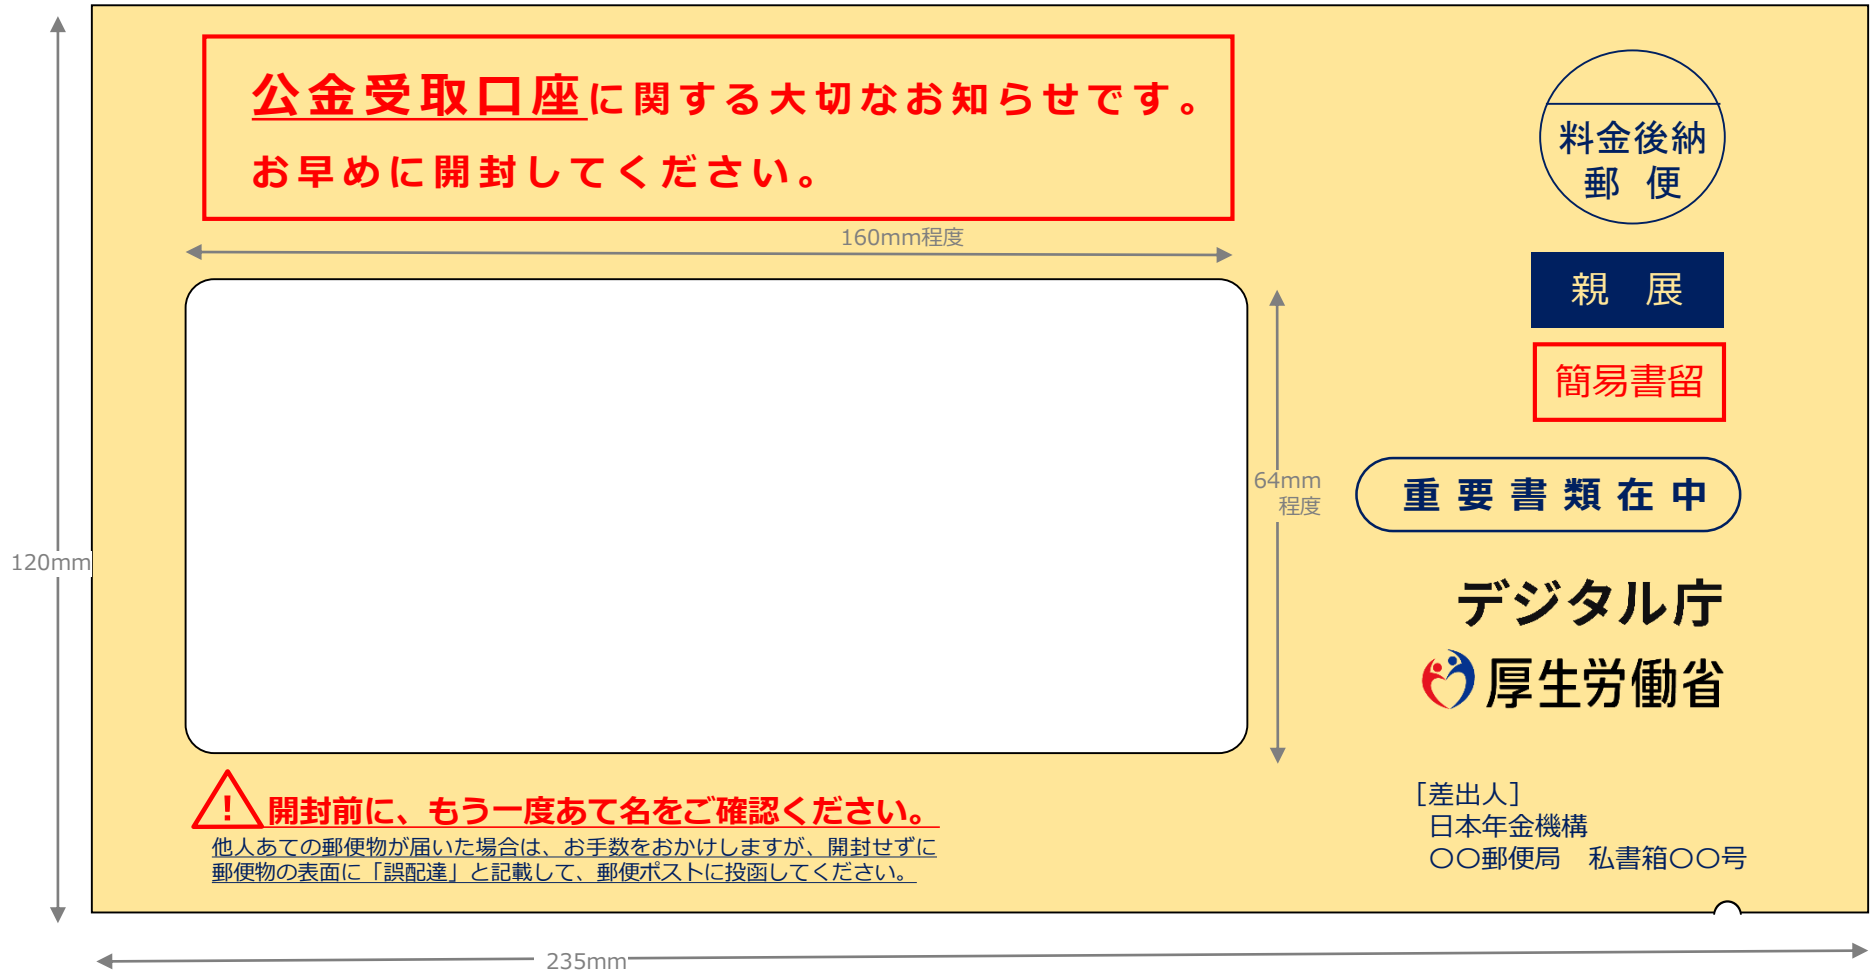 公金受取口座に関する大切なお知らせです。
お早めに開封してください。
料金後納
郵 便
160mm程度
親 展
簡易書留
64mm
程度
重要書類在中
120mm
デジタル庁
厚生労働省
! 開封前に、もう一度あて名をご確認ください。
他人あての郵便物が届いた場合は、お手数をおかけしますが、開封せずに
郵便物の表面に「誤配達」と記載して、郵便ポストに投函してください。
［差出人］
日本年金機構
〇〇郵便局 私書箱〇〇号
235mm